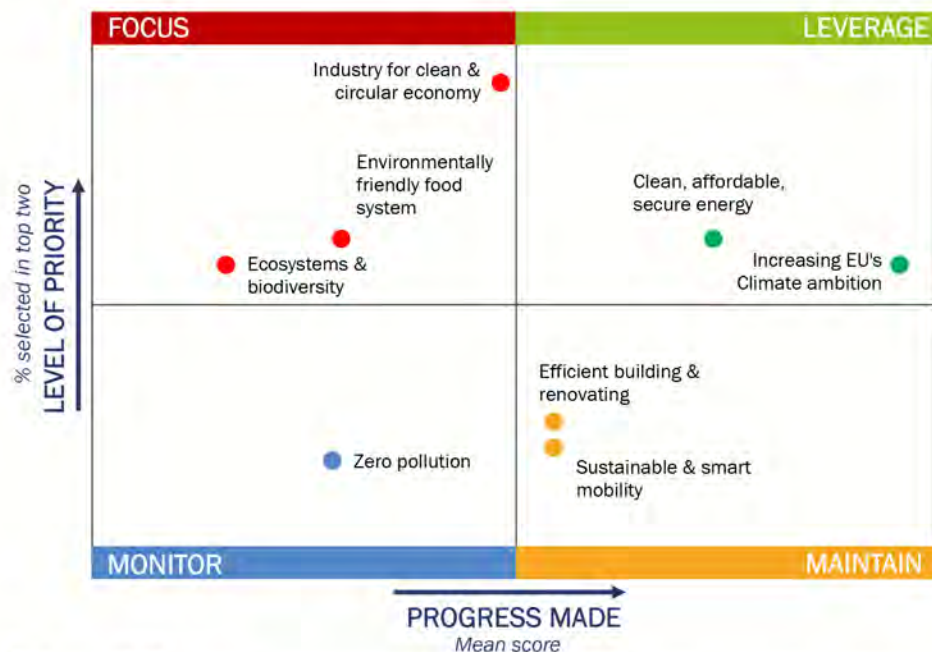 FOCUS
LEVERAGE
Industry for clean &
circular economy
Environmentally
friendly food
system
Clean, affordable,
secure energy
Ecosystems &
biodiversity
Increasing EU's
Climate ambition
% selected in top two
LEVEL OF PRIORITY
Efficient building &
renovating
Zero pollution
Sustainable & smart
mobility
MONITOR
MAINTAIN
PROGRESS MADE
Mean score